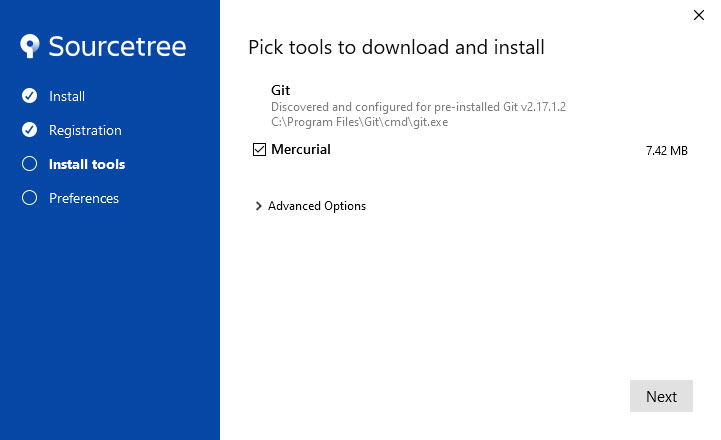 Sourcetree
Install
Registration
Install tools
Preferences
Pick tools to download and install
Git
Discovered and configured for pre-installed Git v2.17.1.2
C:\Program Files\Git\cmd\git.exe
Mercurial 7.42 MB
Advanced Options
Next